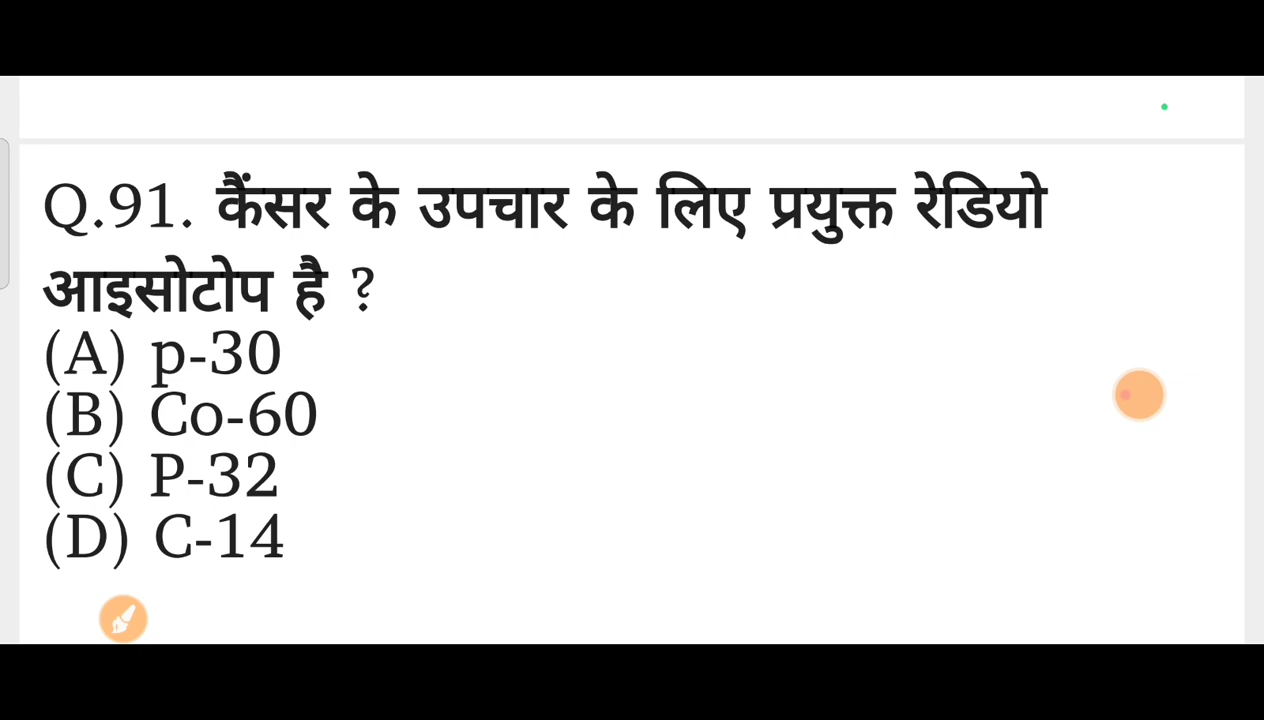 Q.91. कैंसर के उपचार के लिए प्रयुक्त रेडियो
आइसोटोप है ?
(A) p-30
(B) Co-60
(C) P-32
(D) C-14